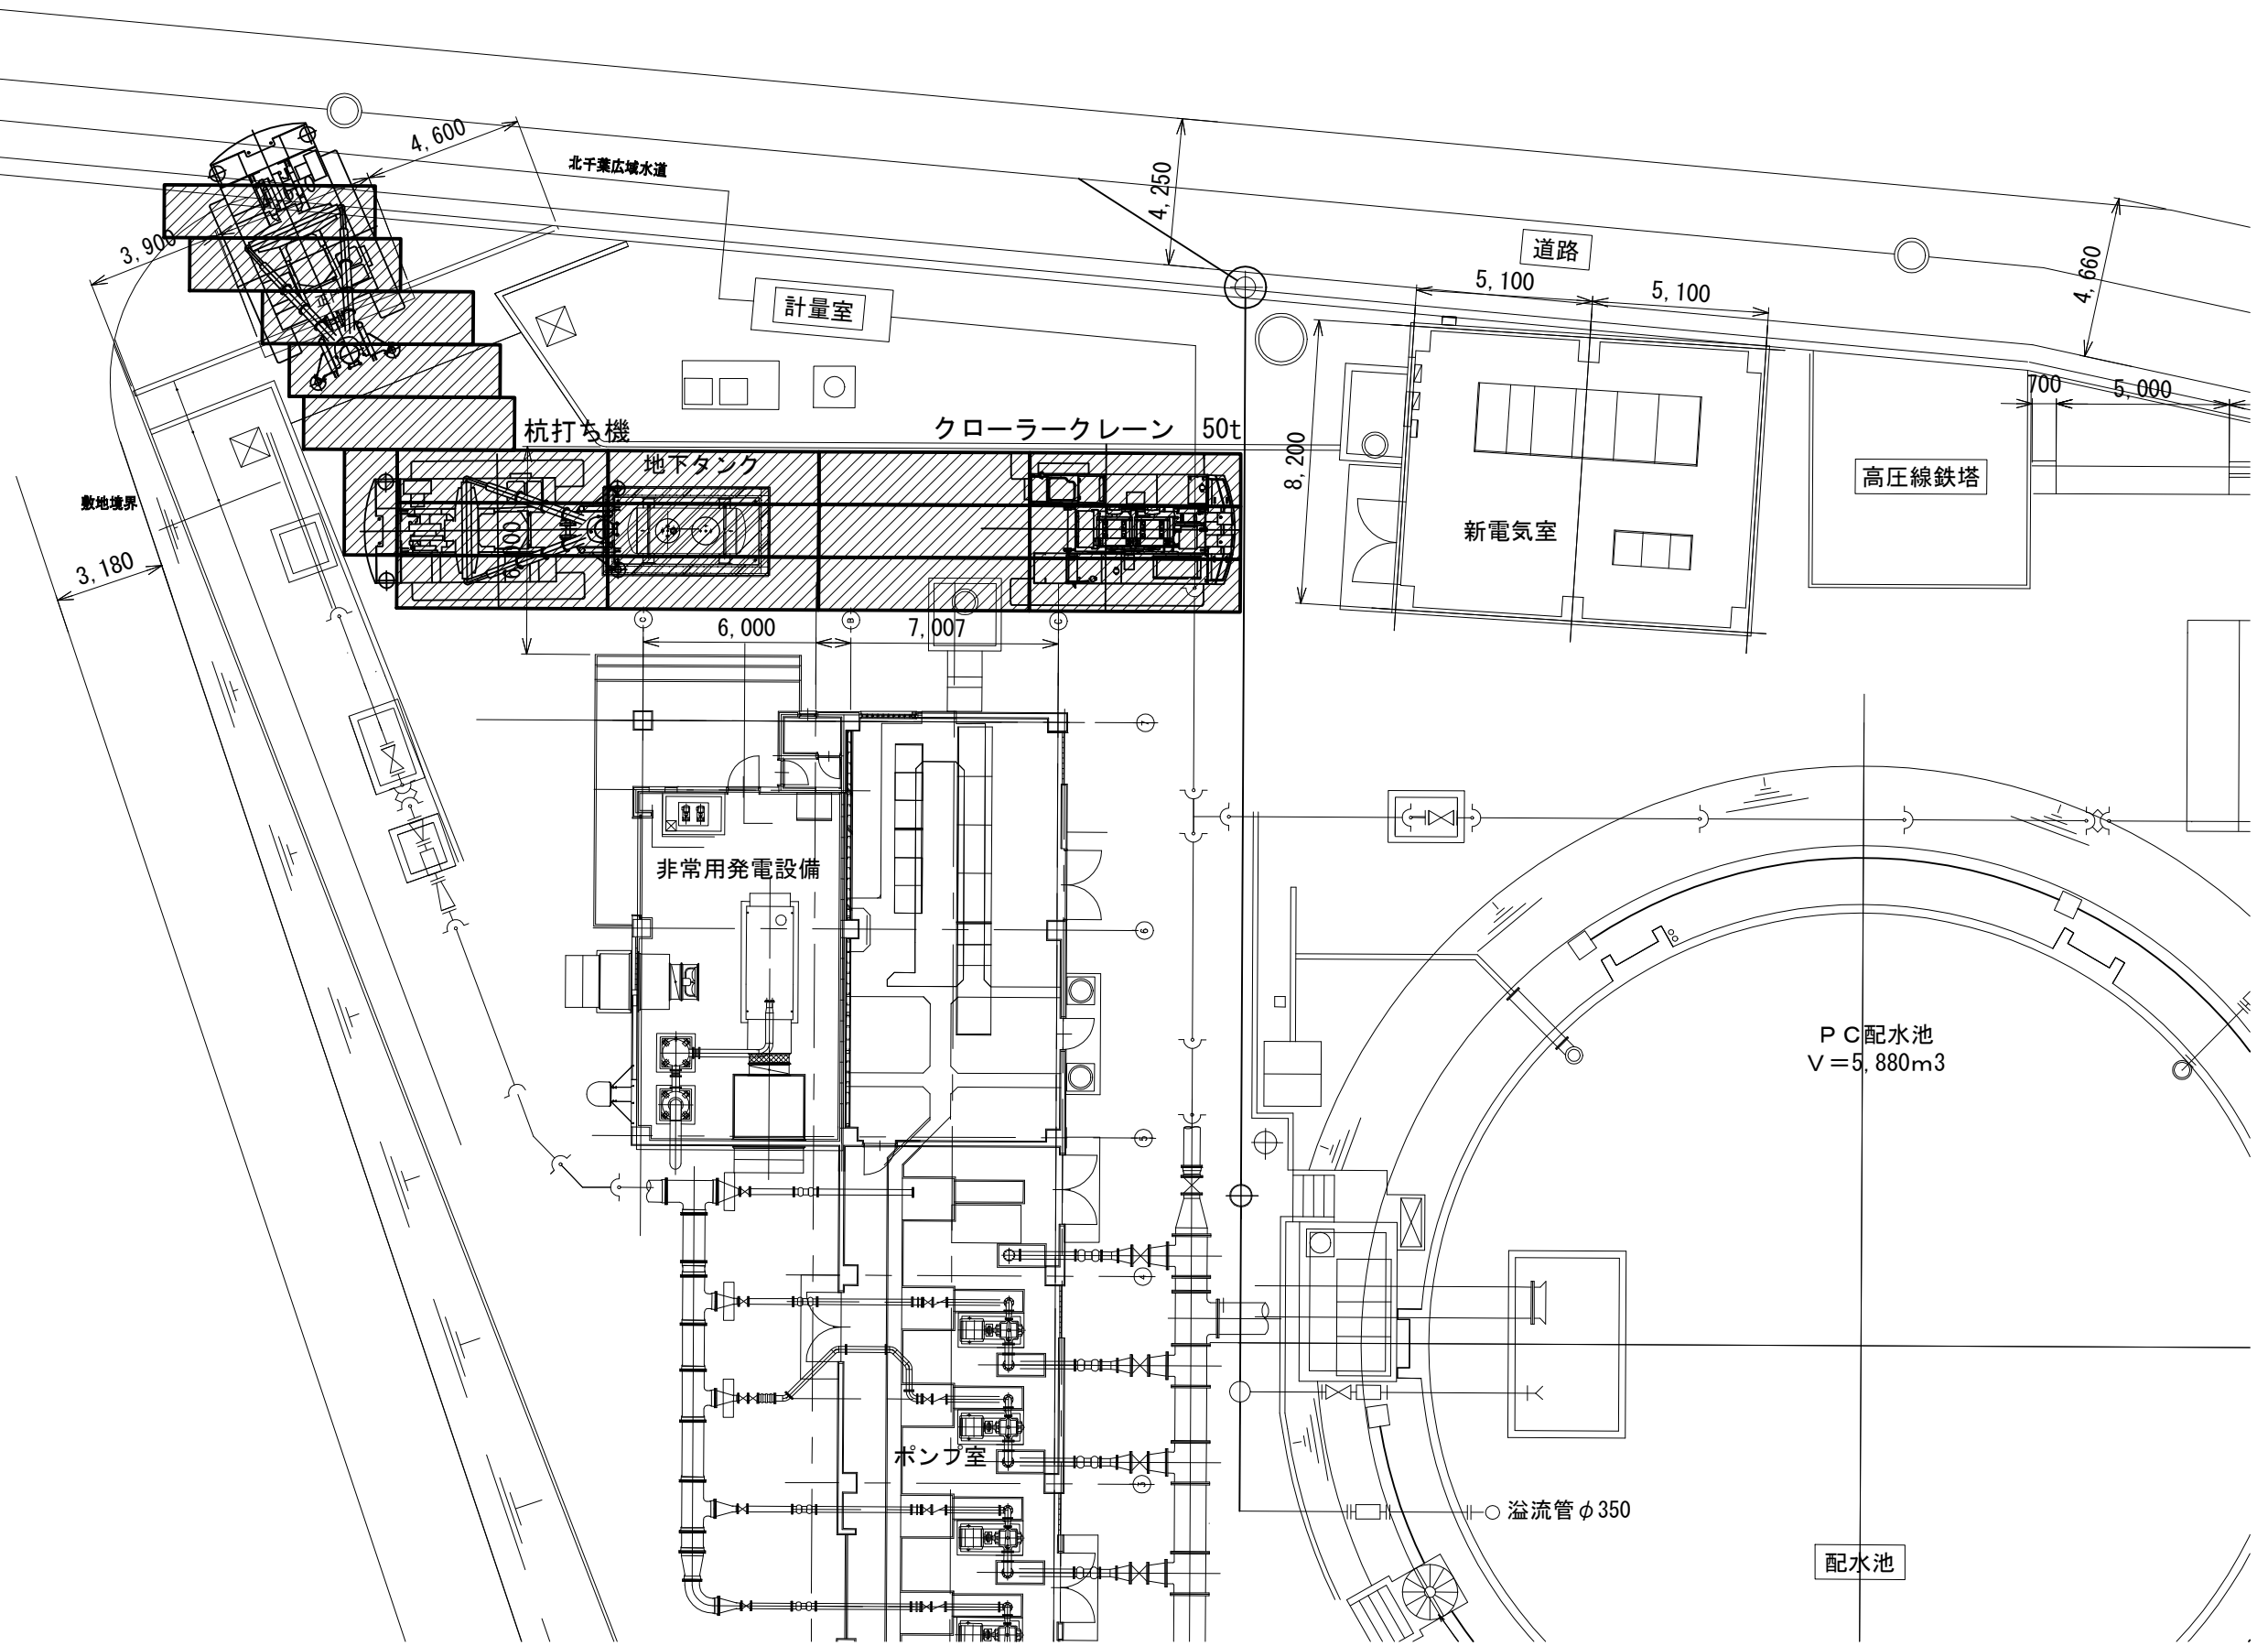 4,600
北千葉広域水道
3,900
4,250
道路
4,660
5,100
5,100
計量室
700
5,000
杭打ち機
クローラークレーン 50t
地下タンク
8,200
高圧線鉄塔
敷地境界
新電気室
3,180
6,000
7,007
7
非常用発電設備
6
ＰＣ配水池
Ｖ＝5,880m3
5
4
ポンプ室
3
溢流管φ350
配水池